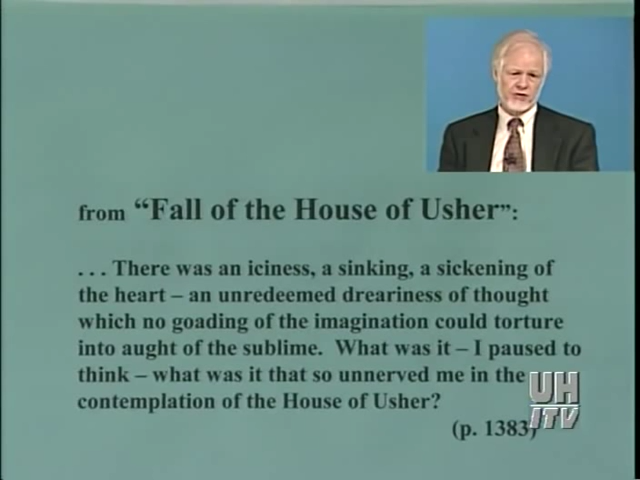 from “Fall of the House of Usher”:
. . . There was an iciness, a sinking, a sickening of
the heart – an unredeemed dreariness of thought
which no goading of the imagination could torture
into aught of the sublime. What was it – I paused to
think – what was it that so unnerved me in the
contemplation of the House of Usher?
(p. 1383)
UH
ITV